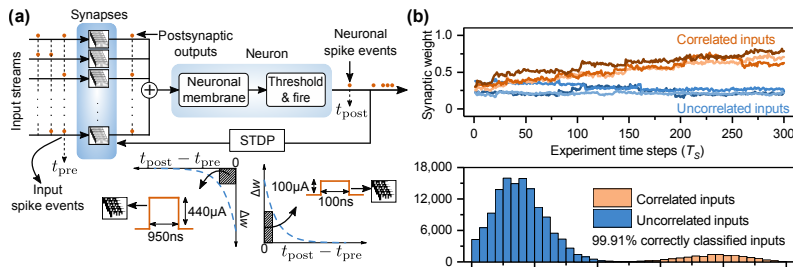 (a)
Synapses
Postsynaptic
outputs
Input streams
Neuron
Neuronal
membrane
Threshold
& fire
Neuronal
spike events
t_post
STDP
t_pre
Input
spike events
t_post − t_pre
0
Δw
440µA
950ns
Δw
100µA
100ns
0
t_post − t_pre
(b)
Synaptic weight
1.0
0.5
0.0
Correlated inputs
Uncorrelated inputs
0 50 100 150 200 250 300
Experiment time steps (T_S)
18,000
12,000
6,000
0
Correlated inputs
Uncorrelated inputs
99.91% correctly classified inputs